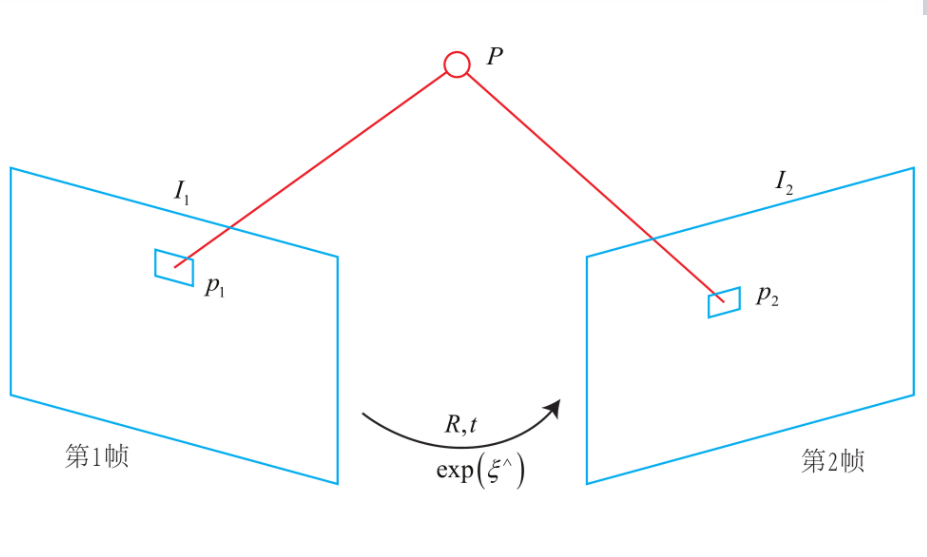 P
I₁
I₂
p₁
p₂
R,t
exp(ξ^)
第1帧
第2帧